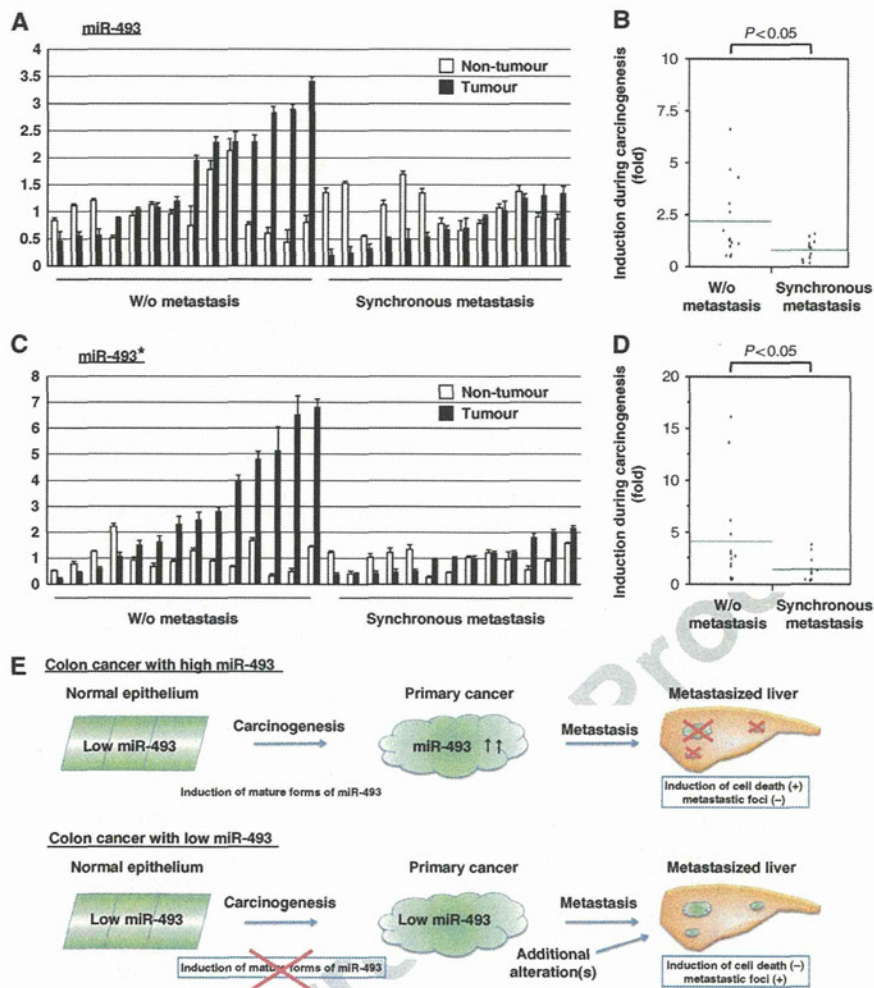 A
miR-493
4
3.5
3
2.5
2
1.5
1
0.5
0
Non-tumour
Tumour
W/o metastasis
Synchronous metastasis
B
P<0.05
Induction during carcinogenesis
(fold)
10
7.5
5
2.5
0
W/o
metastasis
Synchronous
metastasis
C
miR-493*
8
7
6
5
4
3
2
1
0
Non-tumour
Tumour
W/o metastasis
Synchronous metastasis
D
P<0.05
Induction during carcinogenesis
(fold)
20
15
10
5
0
W/o
metastasis
Synchronous
metastasis
E
Colon cancer with high miR-493
Normal epithelium
Primary cancer
Metastasized liver
Low miR-493
Carcinogenesis
miR-493 ↑↑
Metastasis
Induction of mature forms of miR-493
Induction of cell death (+)
metastastic foci (–)
Colon cancer with low miR-493
Normal epithelium
Primary cancer
Metastasized liver
Low miR-493
Carcinogenesis
Low miR-493
Metastasis
Induction of mature forms of miR-493
Additional
alteration(s)
Induction of cell death (–)
metastastic foci (+)